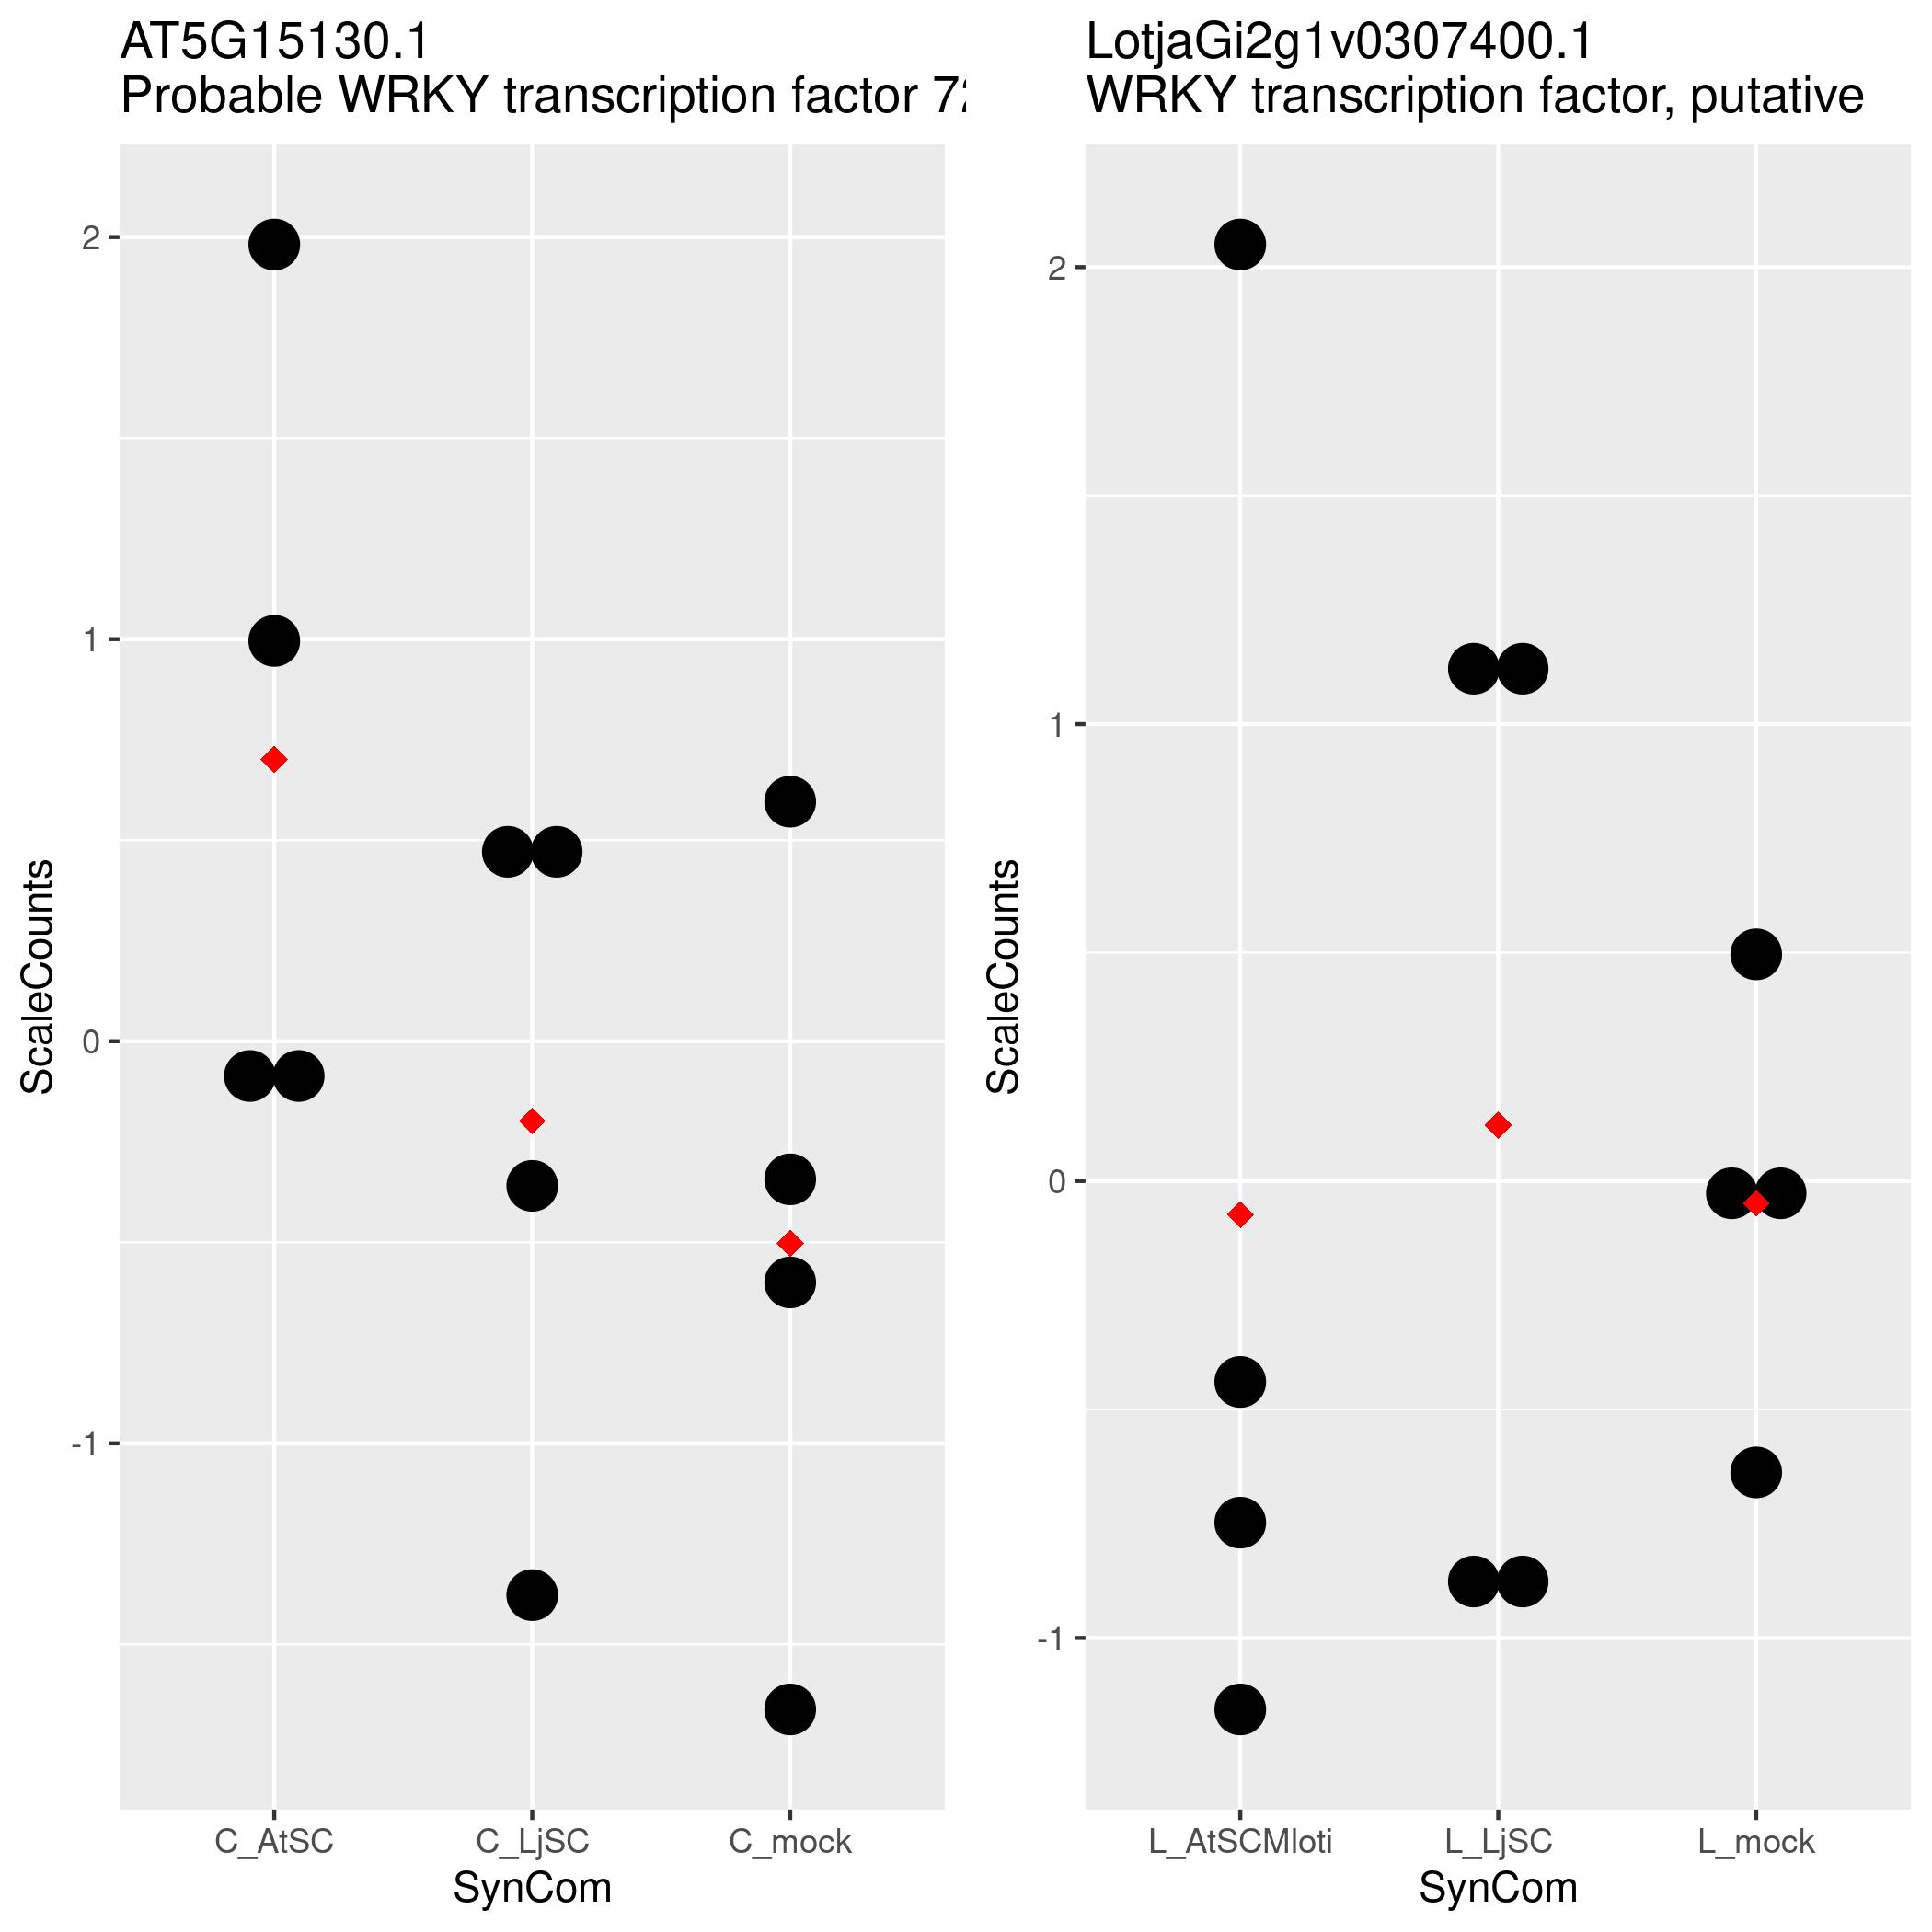 AT5G15130.1
Probable WRKY transcription factor
2
1
0
-1
ScaleCounts
C_AtSC
C_LjSC
C_mock
SynCom
LotjaGi2g1v0307400.1
WRKY transcription factor, putative
2
1
0
-1
ScaleCounts
L_AtSCMloti
L_LjSC
L_mock
SynCom